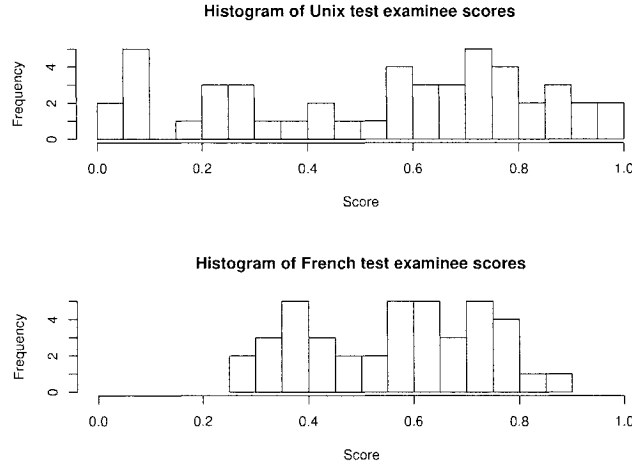 Histogram of Unix test examinee scores
Frequency
4
2
0
0.0 0.2 0.4 0.6 0.8 1.0
Score
Histogram of French test examinee scores
Frequency
4
2
0
0.0 0.2 0.4 0.6 0.8 1.0
Score